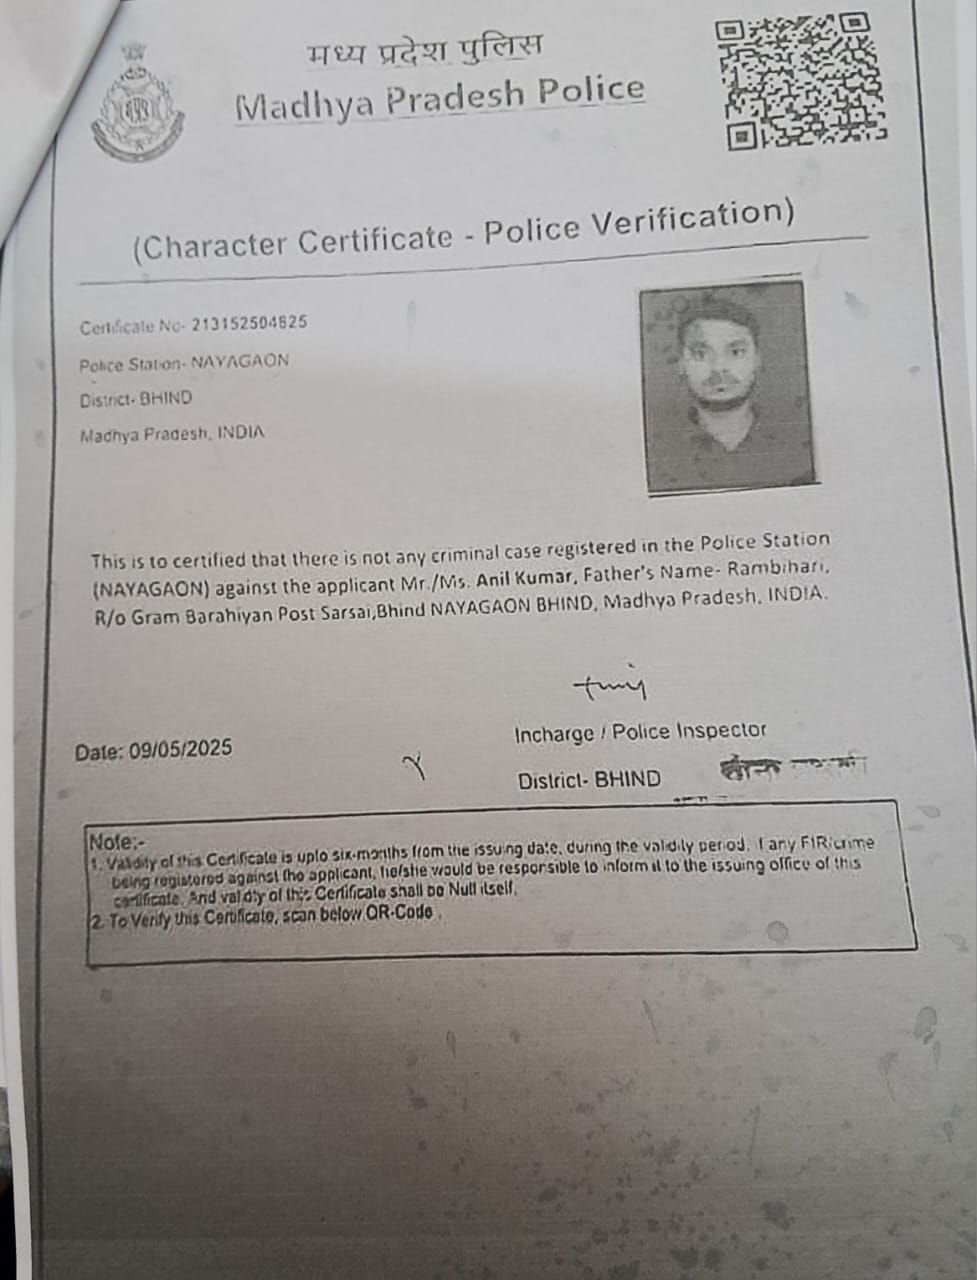 मध्य प्रदेश पुलिस
Madhya Pradesh Police
(Character Certificate - Police Verification)
Certificate No- 213152504825
Police Station- NAYAGAON
District- BHIND
Madhya Pradesh, INDIA
This is to certified that there is not any criminal case registered in the Police Station
(NAYAGAON) against the applicant Mr./Ms. Anil Kumar, Father's Name- Rambihari,
R/o Gram Barahiyan Post Sarsai,Bhind NAYAGAON BHIND, Madhya Pradesh, INDIA.
Incharge / Police Inspector
Date: 09/05/2025
District- BHIND
Note:-
1. Validity of this Certificate is upto six-months from the issuing date, during the validity period. If any FIR/crime
being registered against the applicant, he/she would be responsible to inform it to the issuing office of this
certificate. And validty of this Certificate shall be Null itself.
2. To Verify this Certificate, scan below QR-Code